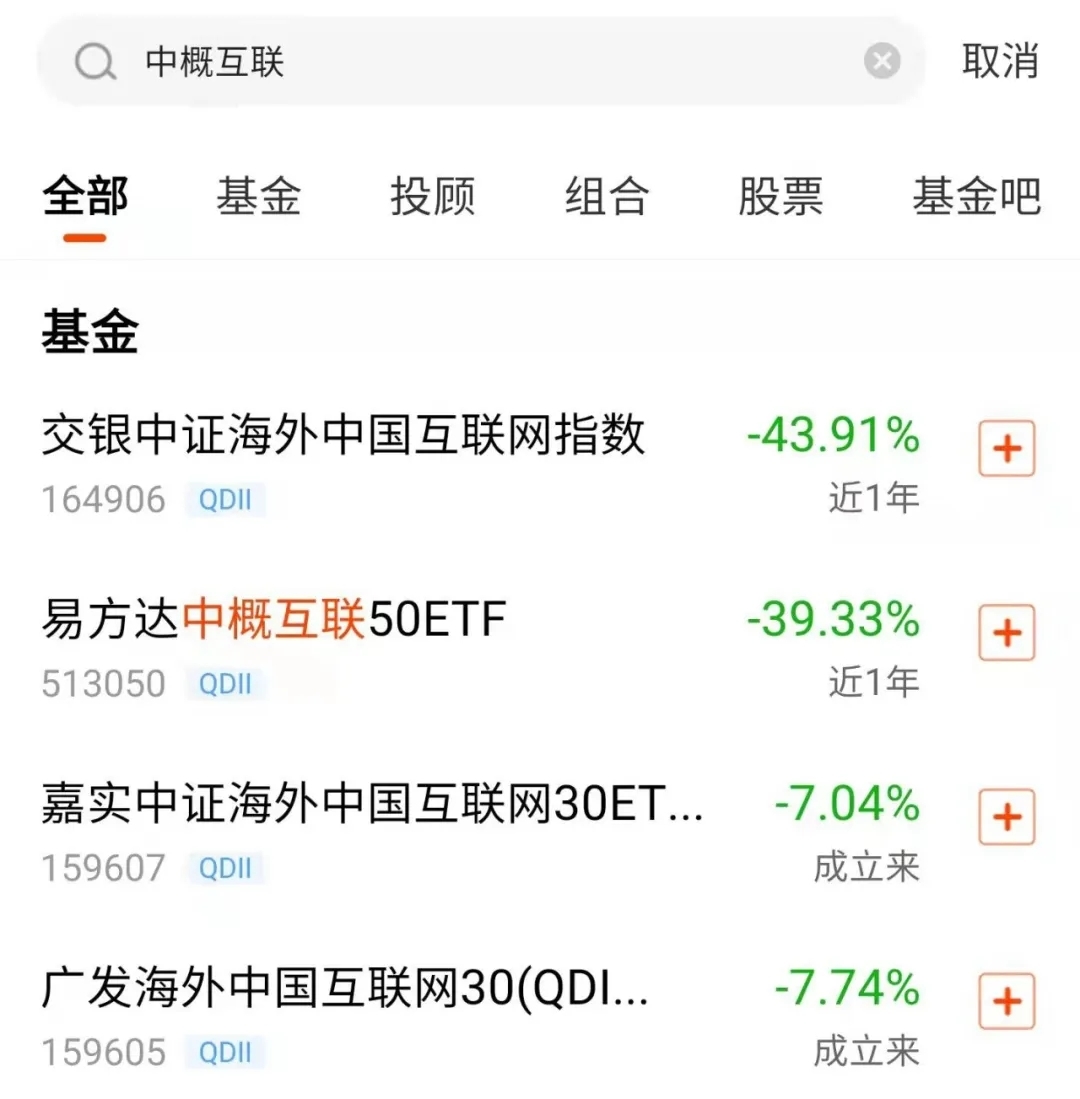 中概互联 取消
全部 基金 投顾 组合 股票 基金吧
基金
交银中证海外中国互联网指数 -43.91%
164906 QDII 近1年
易方达中概互联50ETF -39.33%
513050 QDII 近1年
嘉实中证海外中国互联网30ET... -7.04%
159607 QDII 成立来
广发海外中国互联网30(QDI... -7.74%
159605 QDII 成立来